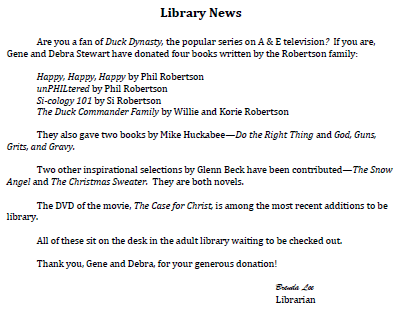 Library News
Are you a fan of Duck Dynasty, the popular series on A & E television? If you are,
Gene and Debra Stewart have donated four books written by the Robertson family:
Happy, Happy, Happy by Phil Robertson
unPHILtered by Phil Robertson
Si-cology 101 by Si Robertson
The Duck Commander Family by Willie and Korie Robertson
They also gave two books by Mike Huckabee—Do the Right Thing and God, Guns,
Grits, and Gravy.
Two other inspirational selections by Glenn Beck have been contributed—The Snow
Angel and The Christmas Sweater. They are both novels.
The DVD of the movie, The Case for Christ, is among the most recent additions to be
library.
All of these sit on the desk in the adult library waiting to be checked out.
Thank you, Gene and Debra, for your generous donation!
Brenda Lee
Librarian